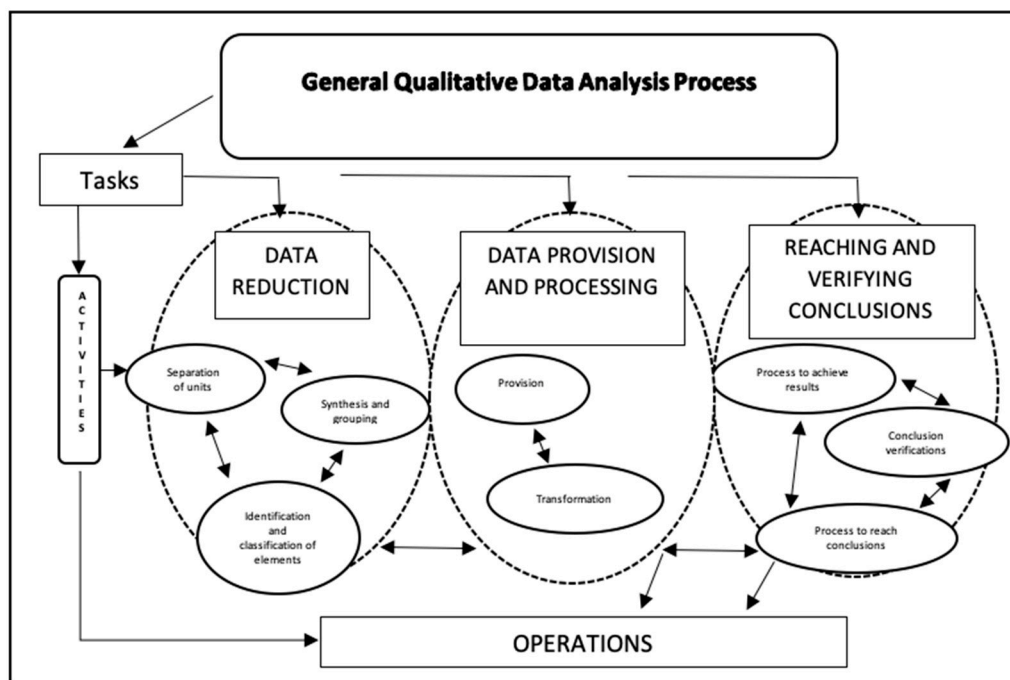 General Qualitative Data Analysis Process
Tasks
DATA
REDUCTION
DATA PROVISION
AND PROCESSING
REACHING AND
VERIFYING
CONCLUSIONS
ACTIVITIES
Separation
of units
Synthesis and
grouping
Identification
and
classification of
elements
Provision
Transformation
Process to achieve
results
Conclusion
verifications
Process to reach
conclusions
OPERATIONS